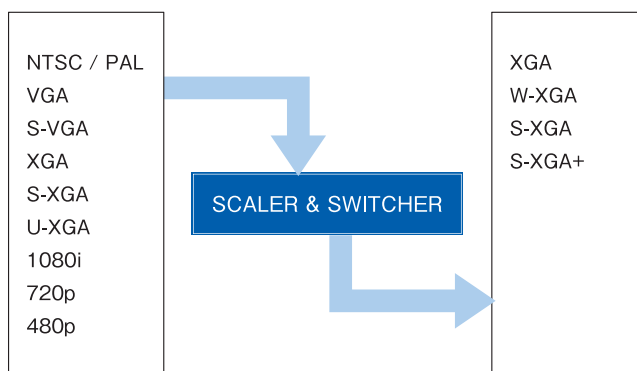 NTSC / PAL
VGA
S-VGA
XGA
S-XGA
U-XGA
1080i
720p
480p
SCALER & SWITCHER
XGA
W-XGA
S-XGA
S-XGA+